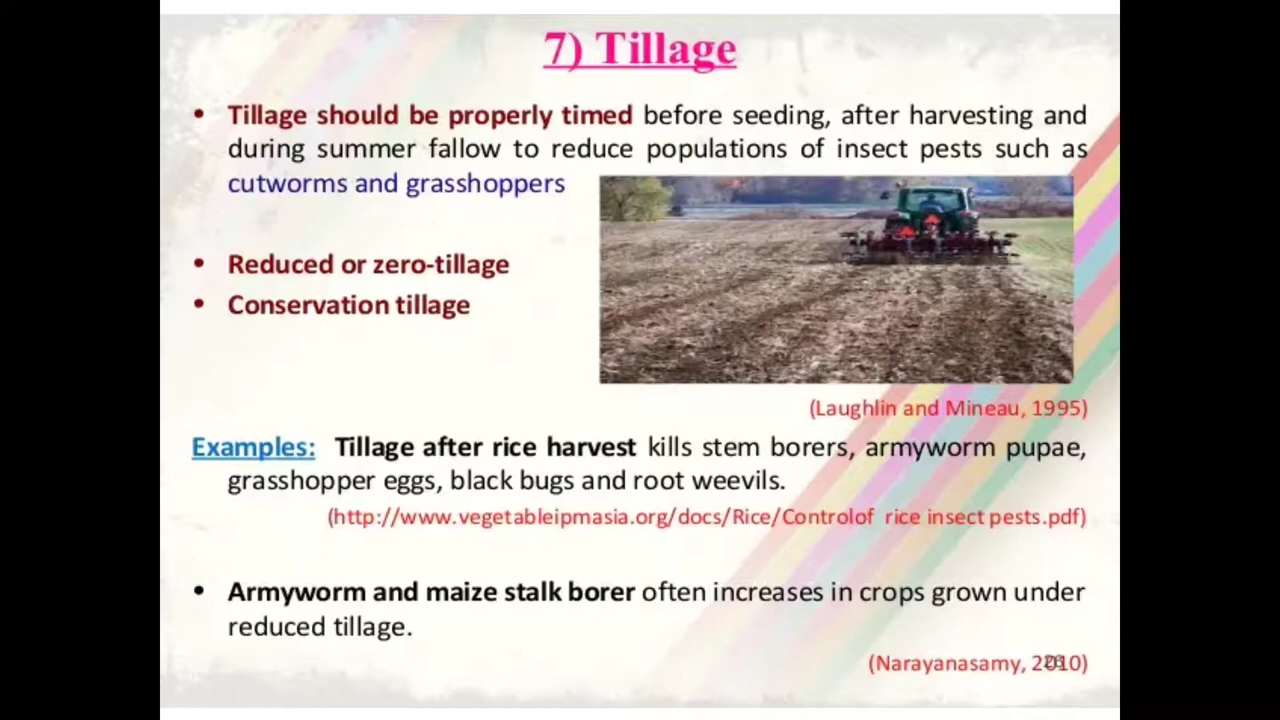 7) Tillage
• Tillage should be properly timed before seeding, after harvesting and
during summer fallow to reduce populations of insect pests such as
cutworms and grasshoppers
• Reduced or zero-tillage
• Conservation tillage
(Laughlin and Mineau, 1995)
Examples: Tillage after rice harvest kills stem borers, armyworm pupae,
grasshopper eggs, black bugs and root weevils.
(http://www.vegetableipmasia.org/docs/Rice/Controlof rice insect pests.pdf)
• Armyworm and maize stalk borer often increases in crops grown under
reduced tillage.
(Narayanasamy, 2010)